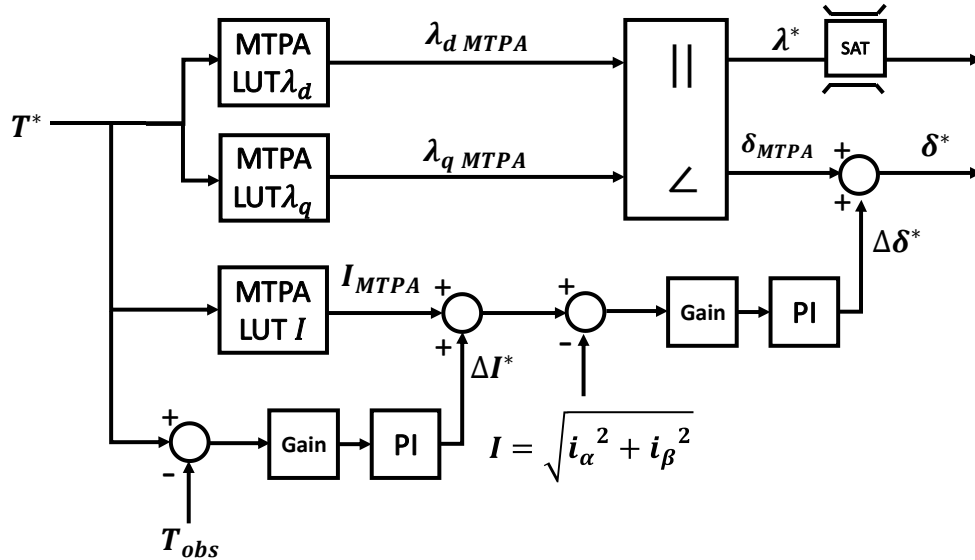 MTPA
LUTλ_d
λ_d MTPA
||
λ*
SAT
T*
MTPA
LUTλ_q
λ_q MTPA
∠
δ_MTPA
+
+
δ*
Δδ*
MTPA
LUT I
I_MTPA
+
+
+
-
Gain
PI
ΔI*
+
-
Gain
PI
I = √(i_α² + i_β²)
T_obs